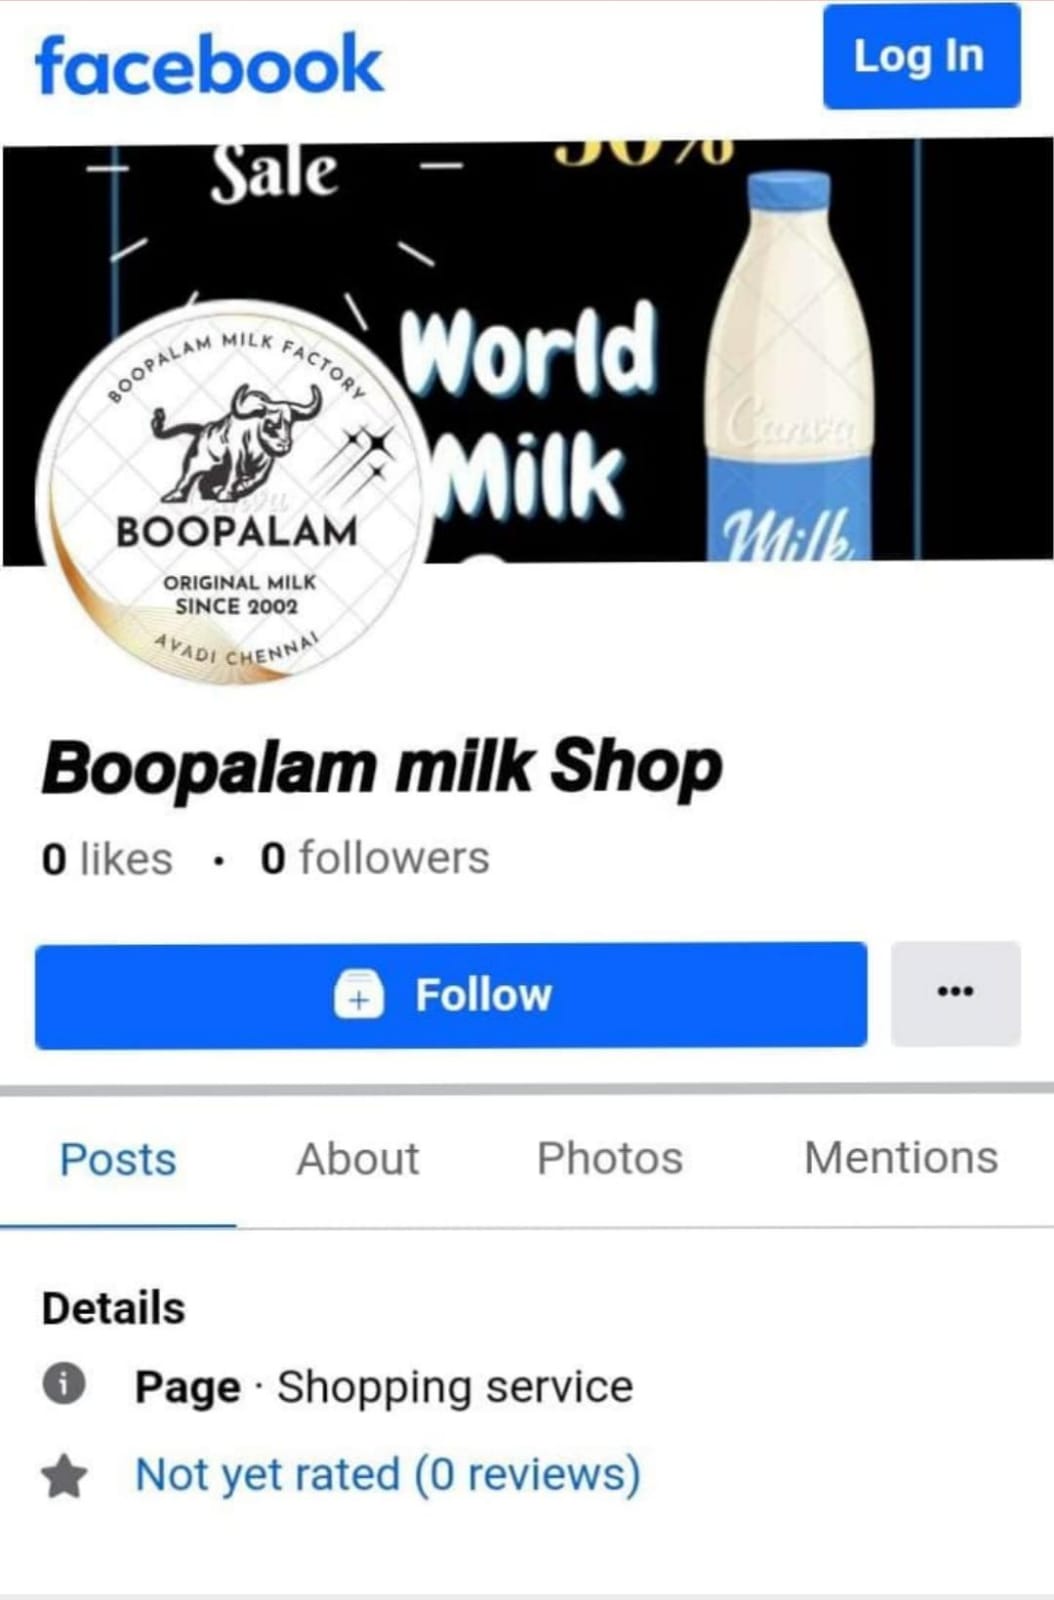 facebook
Log In
Sale
50%
World
Milk
Canva
Milk
BOOPALAM MILK FACTORY
BOOPALAM
ORIGINAL MILK
SINCE 2002
AVADI CHENNAI
Boopalam milk Shop
0 likes · 0 followers
Follow
...
Posts About Photos Mentions
Details
Page · Shopping service
Not yet rated (0 reviews)